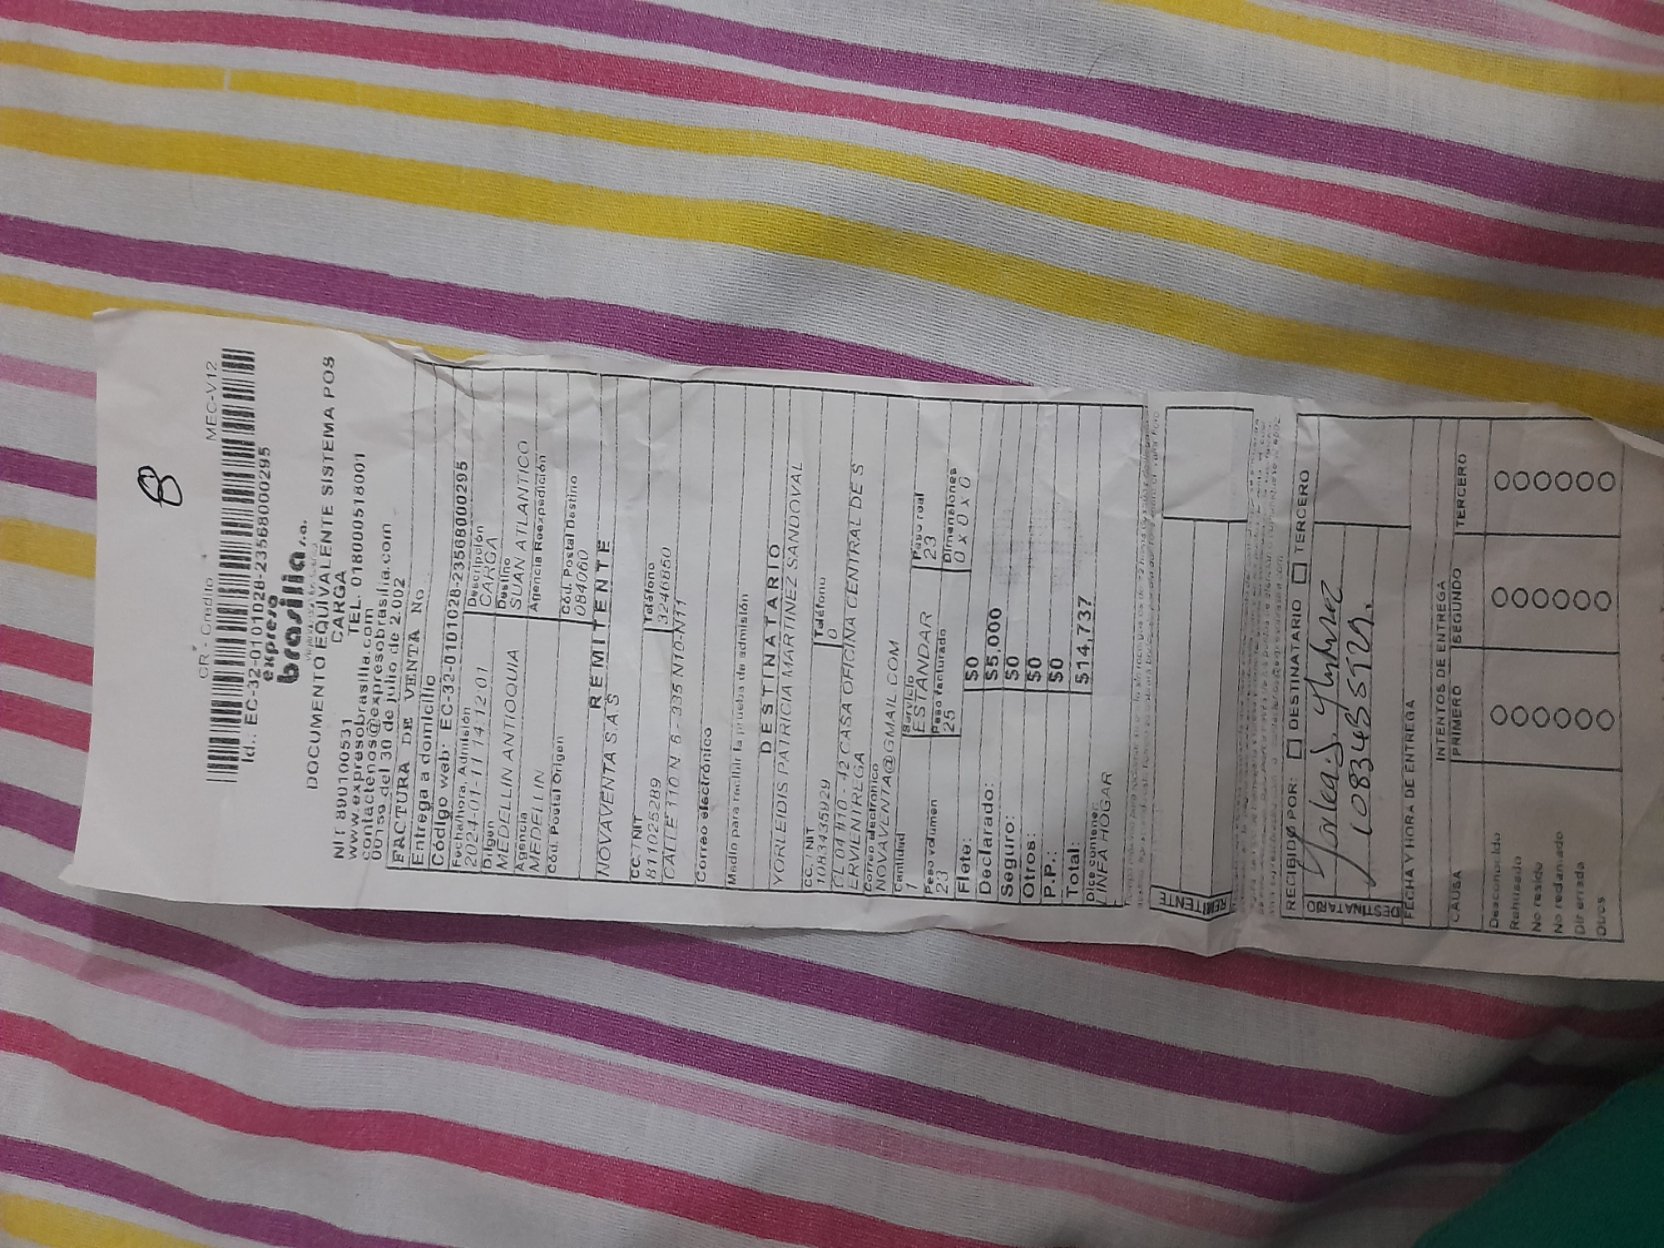 8
CR - Credito
MEC-V12
Id.: EC-32-0101028-235680000295
expreso
brasilia s.a.
DOCUMENTO EQUIVALENTE SISTEMA POS
CARGA
NIT 890100531
TEL. 018000518001
www.expresobrasilia.com
contactenos@expresobrasilia.com
del 30 de julio de 2.002
FACTURA DE VENTA No
Entrega a domicilio
Código web: EC-32-0101028-235680000295
Fecha/hora Admisión
Descripción
2024-01-11 14:12:01
CARGA
Origen
Destino
MEDELLIN ANTIOQUIA
SUAN ATLANTICO
Agencia
Agencia Reexpedición
MEDELLIN
Cód. Postal Origen
Cód. Postal Destino
084060
REMITENTE
NOVAVENTA S.A.S
CC / NIT
Teléfono
811025289
3246860
CALLE 110 N 6-335 N10-N11
Correo electrónico
Medio para recibir la prueba de admisión
DESTINATARIO
YORLEIDIS PATRICIA MARTINEZ SANDOVAL
CC / NIT
Teléfono
1083435929
0
CL 04 #10 - 42 CASA OFICINA CENTRAL DE S
ERVIENTREGA
Correo electronico
NOVAVENTA@GMAIL.COM
Cantidad
Servicio
1
ESTANDAR
Peso real
23
Peso volumen
Peso facturado
Dimensiones
23
25
0 x 0 x 0
Flete:
$0
Declarado:
$5,000
Seguro:
$0
Otros:
$0
P.P.:
$0
Total:
$14,737
Dice contener:
LINEA HOGAR
REMITENTE
RECIBIDO POR:
DESTINATARIO
TERCERO
DESTINATARIO
FECHA Y HORA DE ENTREGA
INTENTOS DE ENTREGA
CAUSA
PRIMERO
SEGUNDO
TERCERO
Desconocido
Rehusado
No reside
No reclamado
Dir errada
Otros